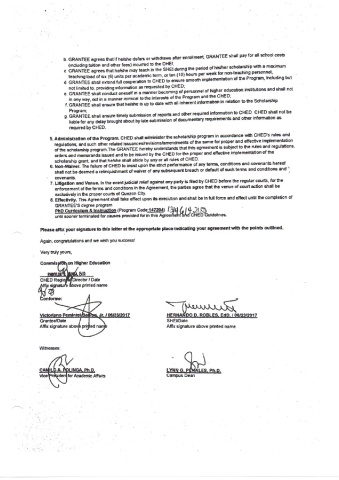 b. GRANTEE agrees that if he/she defers or withdraws after enrollment, GRANTEE shall pay for all school costs
(including tuition and other fees) incurred to the CHED.
c. GRANTEE agrees that he/she may teach in the SHEI during the period of his/her scholarship with a maximum
teaching load of six (6) units per academic term, or ten (10) hours per week for non-teaching personnel.
d. GRANTEE shall extend full cooperation to CHED to ensure smooth implementation of the Program, including but
not limited to, providing information as requested by CHED.
e. GRANTEE shall conduct oneself in a manner becoming of personnel of higher education institutions and shall not
in any way, act in a manner inimical to the interests of the Program and the CHED.
f. GRANTEE shall ensure that he/she is up to date with all inherent information in relation to the Scholarship
Program.
g. GRANTEE shall ensure timely submission of reports and other required information to CHED. CHED shall not be
liable for any delay brought about by late submission of documentary requirements and other information as
required by CHED.
5. Administration of the Program. CHED shall administer the scholarship program in accordance with CHED's rules and
regulations, and such other related issuances/revisions/amendments of the same for proper and effective implementation
of the scholarship program. The GRANTEE hereby understands that this agreement is subject to the rules and regulations,
orders and memoranda issued and to be issued by the CHED for the proper and effective implementation of the
scholarship grant, and that he/she shall abide by any or all rules of CHED.
6. Non-Waiver. The failure of CHED to insist upon the strict performance of any terms, conditions and covenants hereof
shall not be deemed a relinquishment of waiver of any subsequent breach or default of such terms and conditions and
covenants.
7. Litigation and Venue. In the event judicial relief against any party is filed by CHED before the regular courts, for the
enforcement of the terms and conditions in the Agreement, the parties agree that the venue of court action shall be
exclusively in the proper courts of Quezon City.
8. Effectivity. This Agreement shall take effect upon its execution and shall be in full force and effect until the completion of
GRANTEE'S degree program
PhD Curriculum & Instruction (Program Code
until sooner terminated for causes provided for in this Agreement and CHED Guidelines.
Please affix your signature to this letter at the appropriate place indicating your agreement with the points outlined.
Again, congratulations and we wish you success!
Very truly yours,
Commission on Higher Education
CHED Regional Director / Date
Affix signature above printed name
Conforme:
Jr. / 06/23/2017
HERNANDO D. ROBLES, EdD. / 06/23/2017
Grantee/Date
SHEI/Date
Affix signature above printed name
Affix signature above printed name
Witnesses:
Ph.D.
LYNN G. PEÑALES, Ph.D.
Vice President for Academic Affairs
Campus Dean